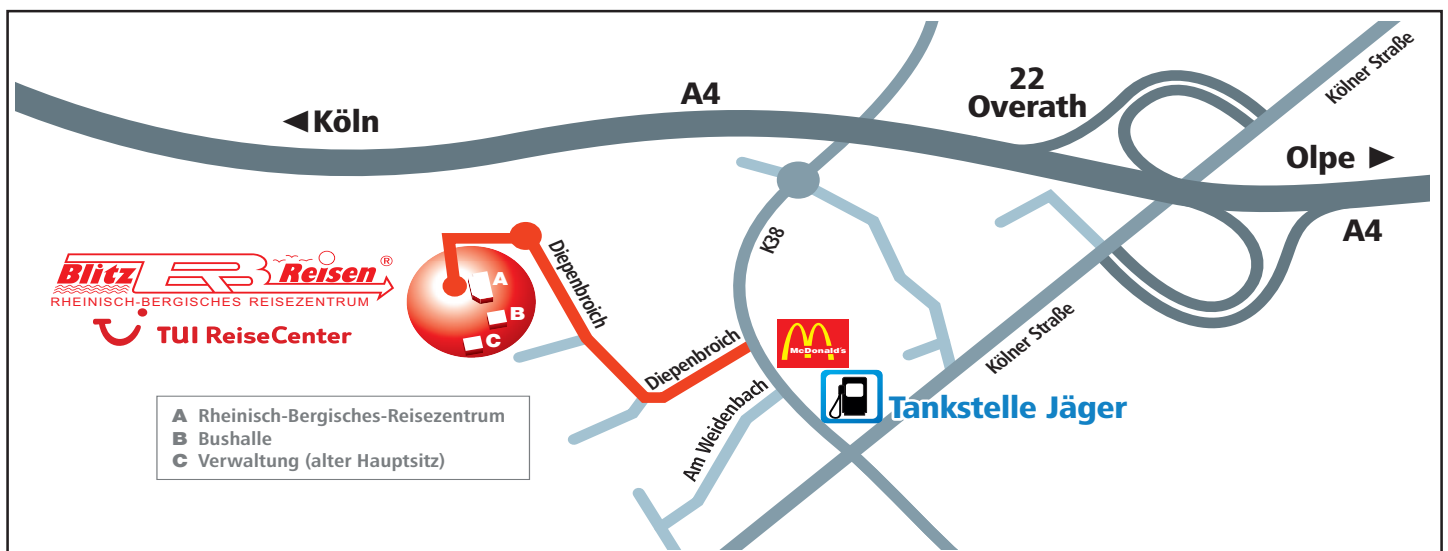 A4
22
Overath
Kölner Straße
◄Köln
Olpe ►
A4
K38
Diepenbroich
Blitz RBR Reisen®
RHEINISCH-BERGISCHES REISEZENTRUM
TUI ReiseCenter
A
B
C
Kölner Straße
Diepenbroich
McDonald's
Am Weidenbach
Tankstelle Jäger
A Rheinisch-Bergisches-Reisezentrum
B Bushalle
C Verwaltung (alter Hauptsitz)